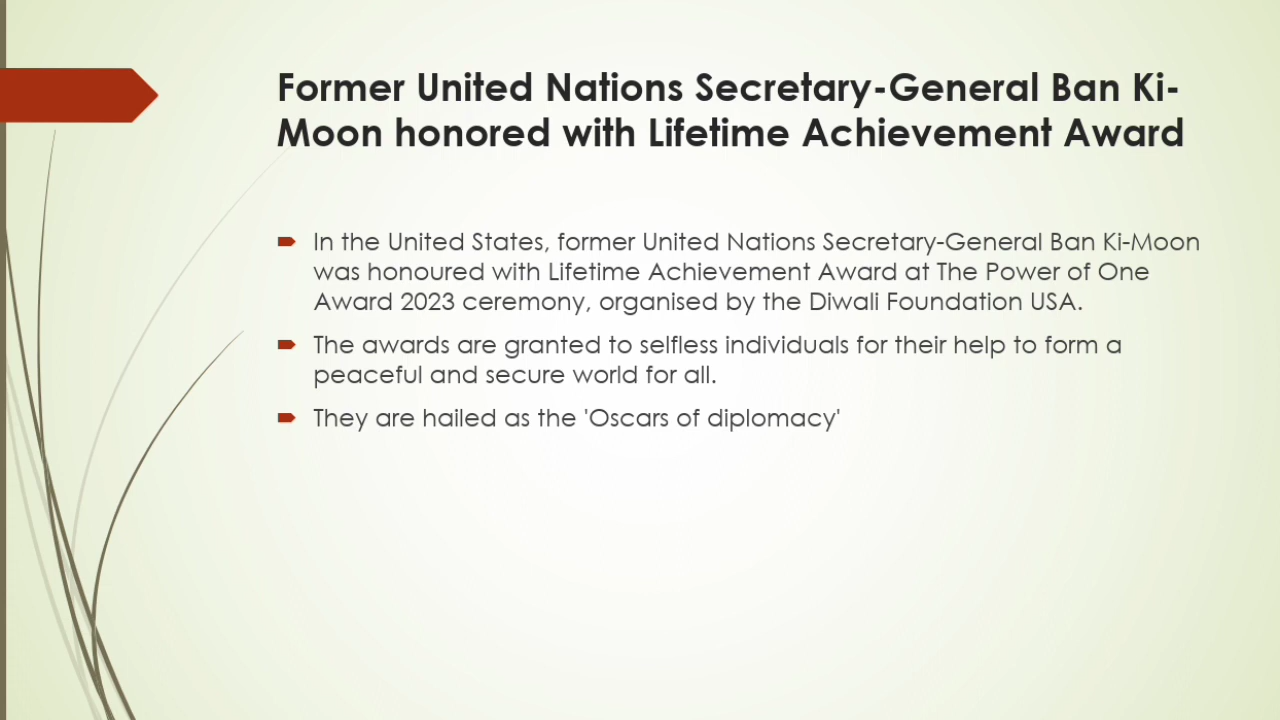 Former United Nations Secretary-General Ban Ki-
Moon honored with Lifetime Achievement Award
In the United States, former United Nations Secretary-General Ban Ki-Moon
was honoured with Lifetime Achievement Award at The Power of One
Award 2023 ceremony, organised by the Diwali Foundation USA.
The awards are granted to selfless individuals for their help to form a
peaceful and secure world for all.
They are hailed as the 'Oscars of diplomacy'